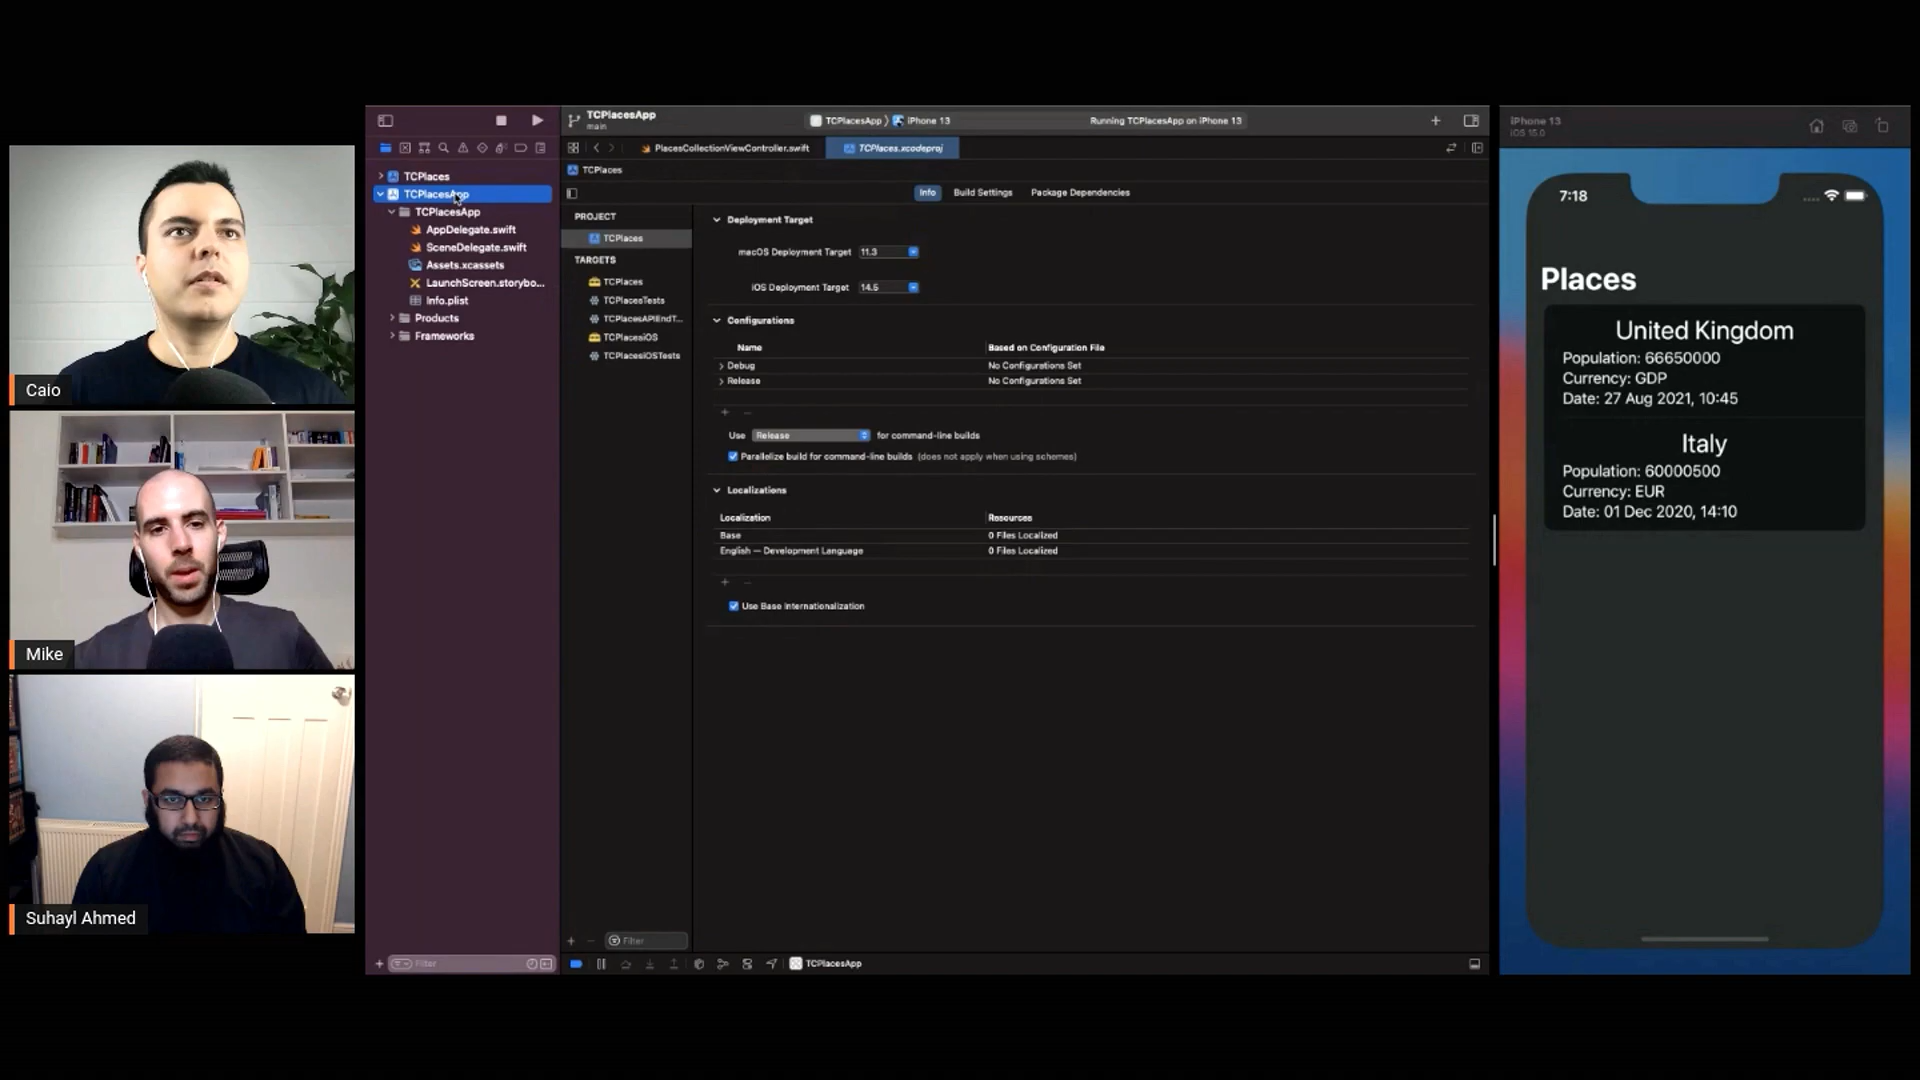 Caio
Mike
Suhayl Ahmed
TCPlaces
TCPlacesApp
TCPlacesApp
AppDelegate.swift
SceneDelegate.swift
Assets.xcassets
LaunchScreen.storybo...
Info.plist
Products
Frameworks
Filter
TCPlacesApp
main
TCPlacesApp
iPhone 13
Running TCPlacesApp on iPhone 13
PlacesCollectionViewController.swift
TCPlaces.xcodeproj
TCPlaces
Info
Build Settings
Package Dependencies
PROJECT
TCPlaces
TARGETS
TCPlaces
TCPlacesTests
TCPlacesAPIEndT...
TCPlacesiOS
TCPlacesiOSTests
Filter
Deployment Target
macOS Deployment Target 11.3
iOS Deployment Target 14.5
Configurations
Name Based on Configuration File
Debug No Configurations Set
Release No Configurations Set
Use Release for command-line builds
Parallelize build for command-line builds (does not apply when using schemes)
Localizations
Localization Resources
Base 0 Files Localized
English — Development Language 0 Files Localized
Use Base Internationalization
TCPlacesApp
iPhone 13
iOS 15.0
7:18
Places
United Kingdom
Population: 66650000
Currency: GDP
Date: 27 Aug 2021, 10:45
Italy
Population: 60000500
Currency: EUR
Date: 01 Dec 2020, 14:10